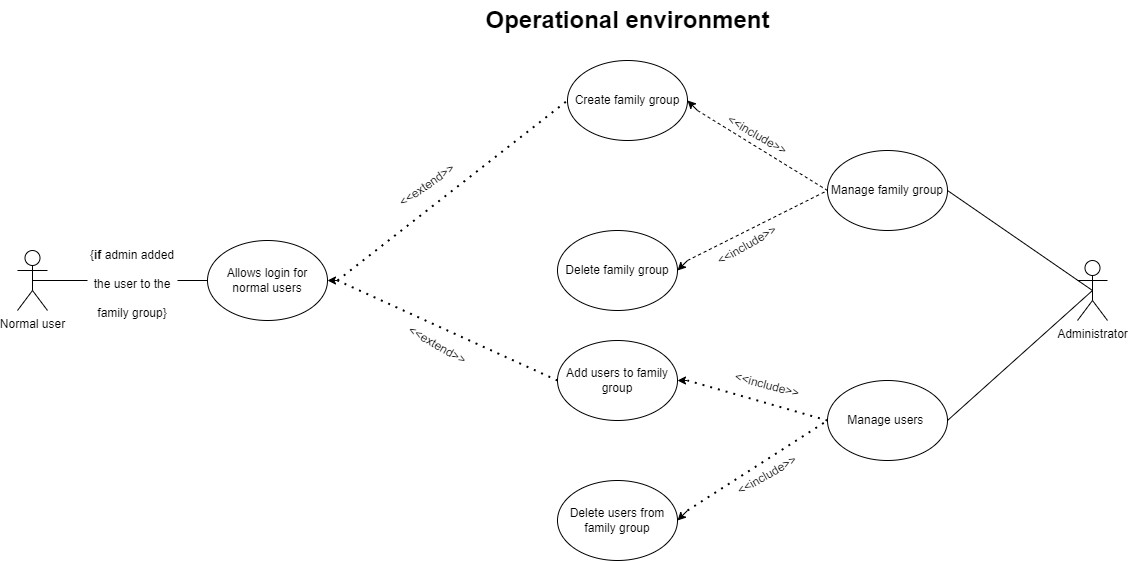 Operational environment
Create family group
<<include>>
Manage family group
<<extend>>
{if admin added
the user to the
family group}
Normal user
Allows login for
normal users
<<include>>
Delete family group
Administrator
<<extend>>
Add users to family
group
<<include>>
Manage users
<<include>>
Delete users from
family group